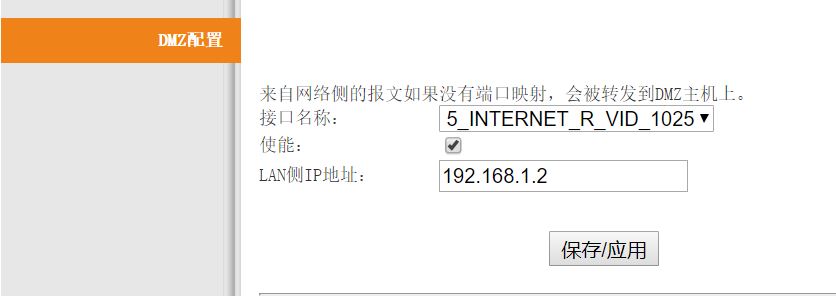 DMZ配置
来自网络侧的报文如果没有端口映射，会被转发到DMZ主机上。
接口名称： 5_INTERNET_R_VID_1025
使能：
LAN侧IP地址： 192.168.1.2
保存/应用